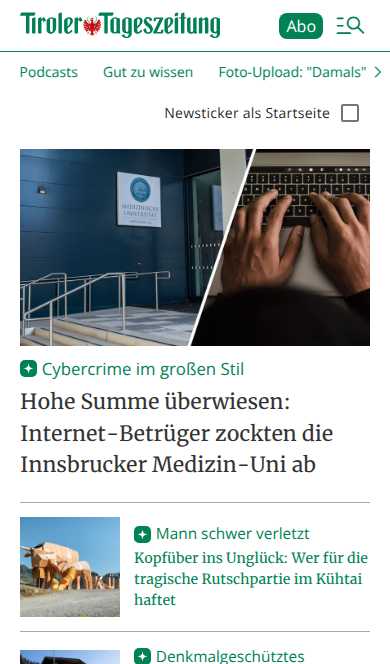 Tiroler Tageszeitung
Abo
Podcasts Gut zu wissen Foto-Upload: "Damals"
Newsticker als Startseite
MEDIZINISCHE
UNIVERSITÄT
Cybercrime im großen Stil
Hohe Summe überwiesen:
Internet-Betrüger zockten die
Innsbrucker Medizin-Uni ab
Mann schwer verletzt
Kopfüber ins Unglück: Wer für die
tragische Rutschpartie im Kühtai
haftet
Denkmalgeschütztes